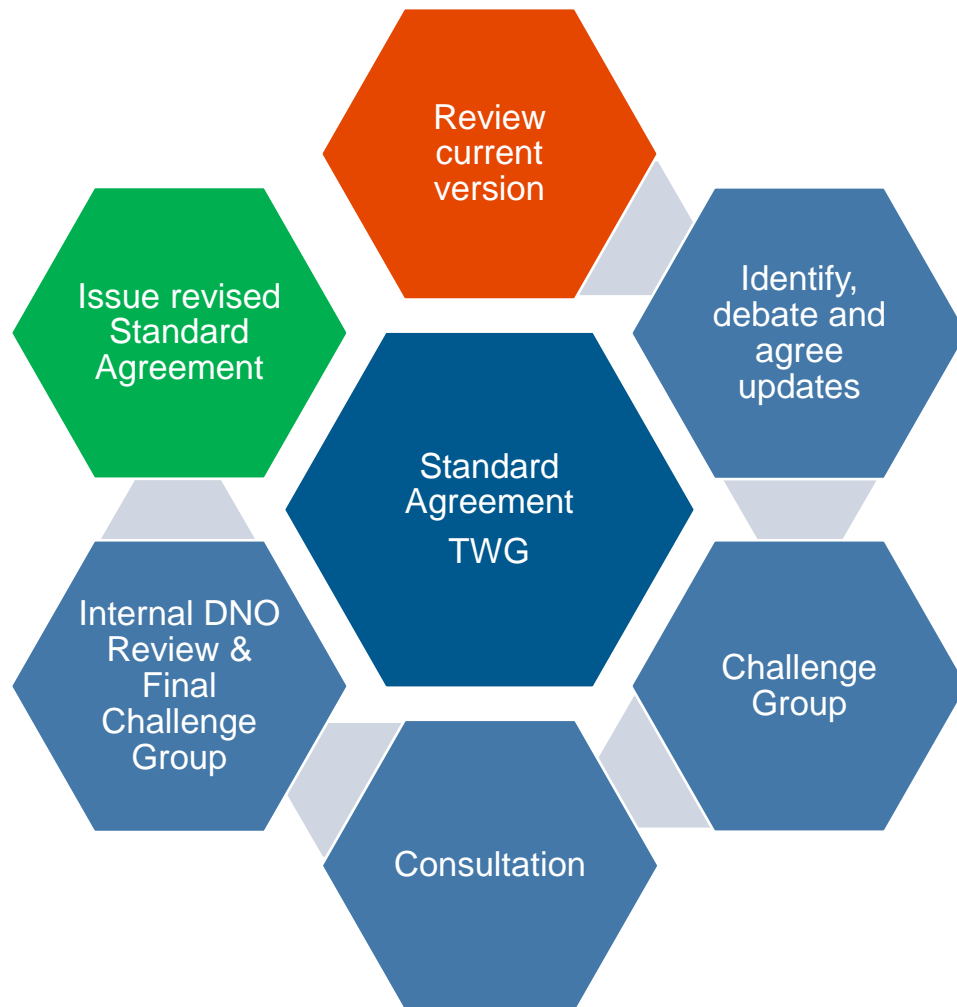 Review
current
version
Identify,
debate and
agree
updates
Challenge
Group
Consultation
Internal DNO
Review &
Final
Challenge
Group
Issue revised
Standard
Agreement
Standard
Agreement
TWG